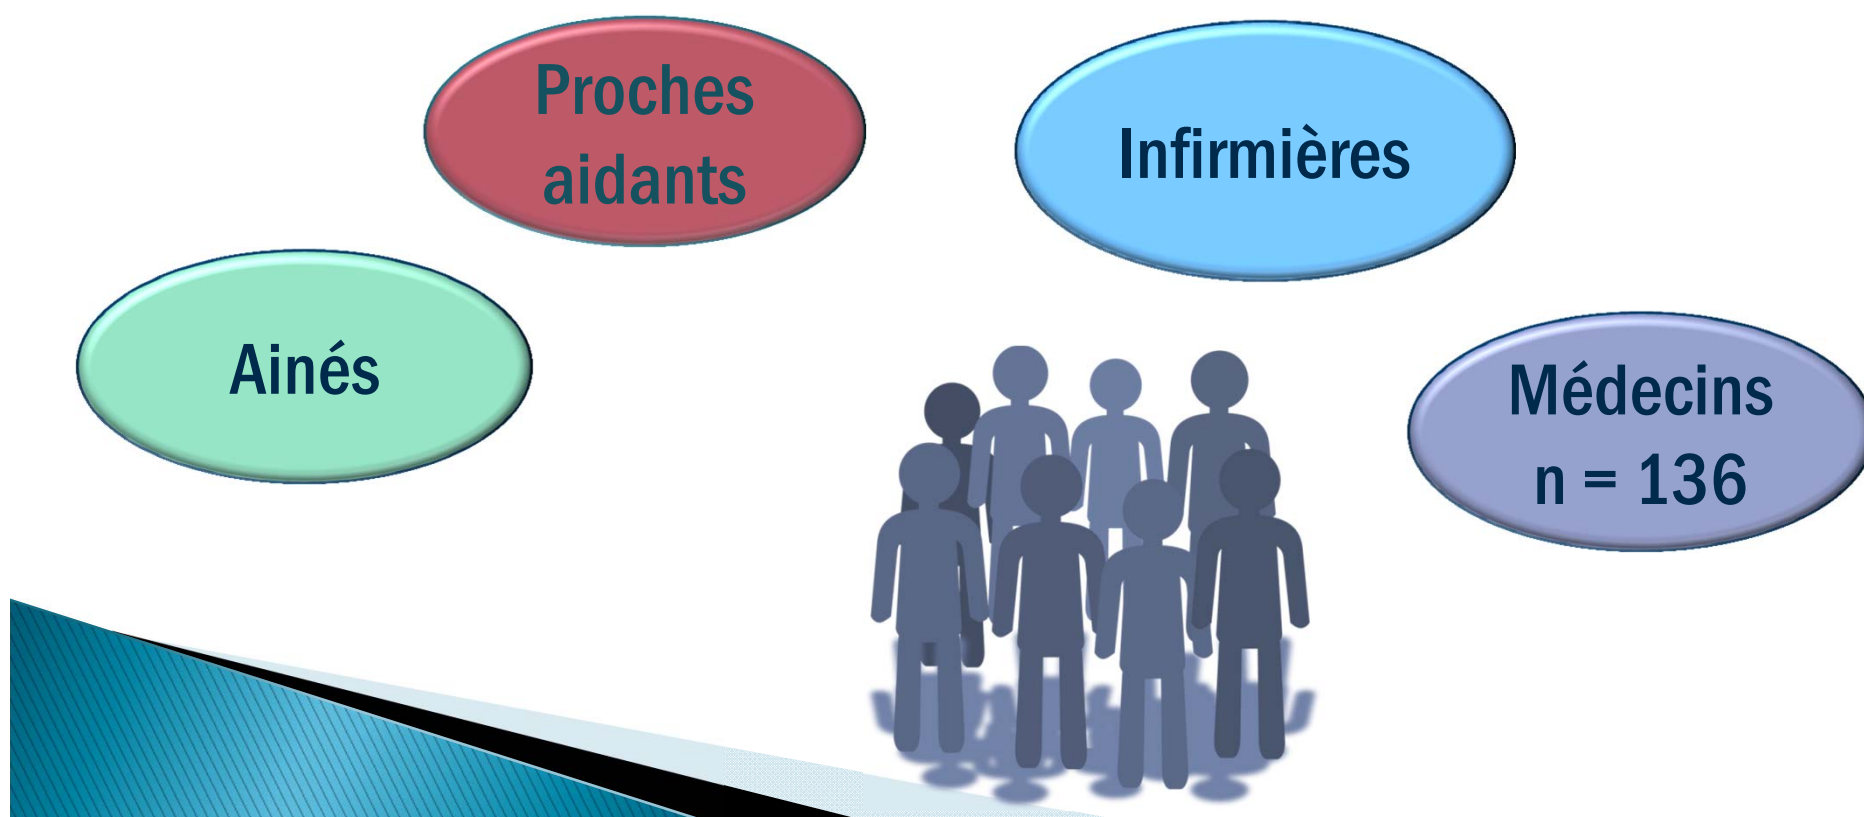 Proches
aidants
Infirmières
Ainés
Médecins
n = 136